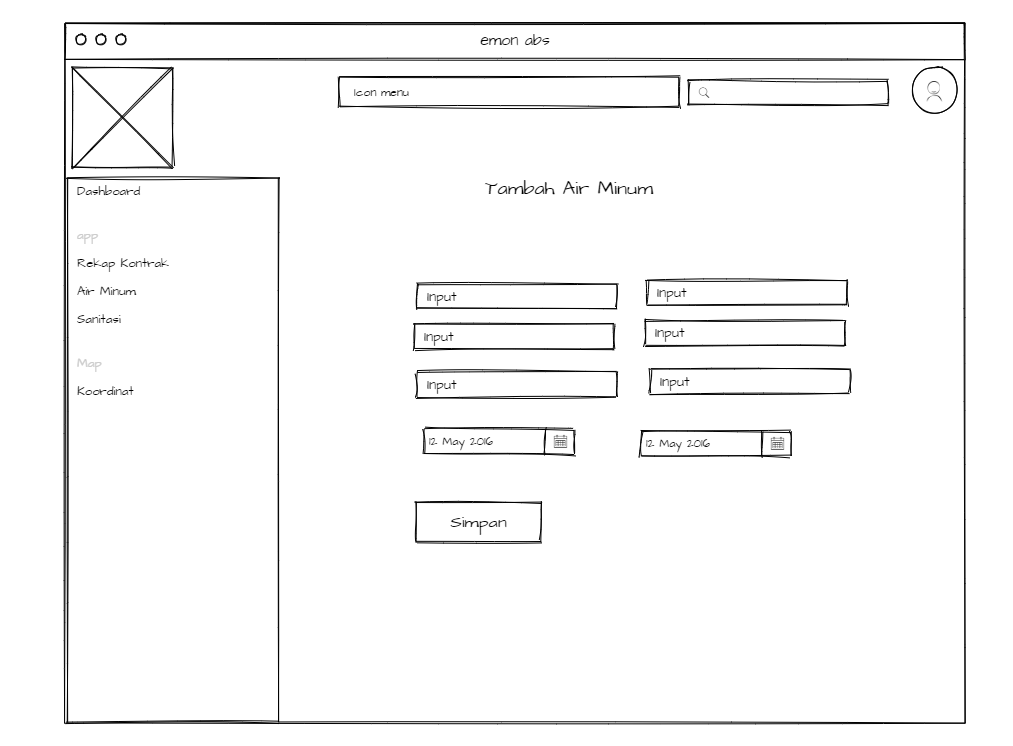 emon abs
Icon menu
Dashboard
app
Rekap Kontrak
Air Minum
Sanitasi
Map
Koordinat
Tambah Air Minum
Input
Input
Input
Input
Input
Input
12 May 2016
12 May 2016
Simpan